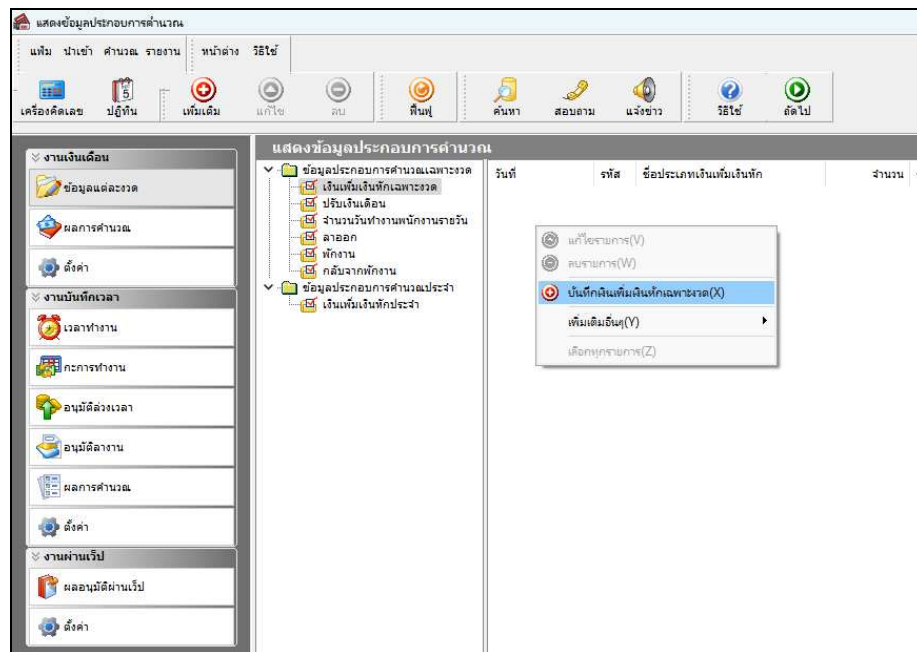 แสดงข้อมูลประกอบการคำนวณ
แฟ้ม นำเข้า คำนวณ รายงาน หน้าต่าง วิธีใช้
เครื่องคิดเลข ปฏิทิน เพิ่มเติม แก้ไข ลบ ฟื้นฟู ค้นหา สอบถาม แจ้งข่าว วิธีใช้ ถัดไป
5
งานเงินเดือน
ข้อมูลแต่ละงวด
ผลการคำนวณ
ตั้งค่า
งานบันทึกเวลา
เวลาทำงาน
กะการทำงาน
อนุมัติล่วงเวลา
อนุมัติลางาน
ผลการคำนวณ
ตั้งค่า
งานผ่านเว็ป
ผลอนุมัติผ่านเว็ป
ตั้งค่า
แสดงข้อมูลประกอบการคำนวณ
ข้อมูลประกอบการคำนวณเฉพาะงวด
เงินเพิ่มเงินหักเฉพาะงวด
ปรับเงินเดือน
จำนวนวันทำงานพนักงานรายวัน
ลาออก
พักงาน
กลับจากพักงาน
ข้อมูลประกอบการคำนวณประจำ
เงินเพิ่มเงินหักประจำ
วันที่ รหัส ชื่อประเภทเงินเพิ่มเงินหัก จำนวน
แก้ไขรายการ(V)
ลบรายการ(W)
บันทึกเงินเพิ่มเงินหักเฉพาะงวด(X)
เพิ่มเติมอื่นๆ(Y)
เลือกทุกรายการ(Z)